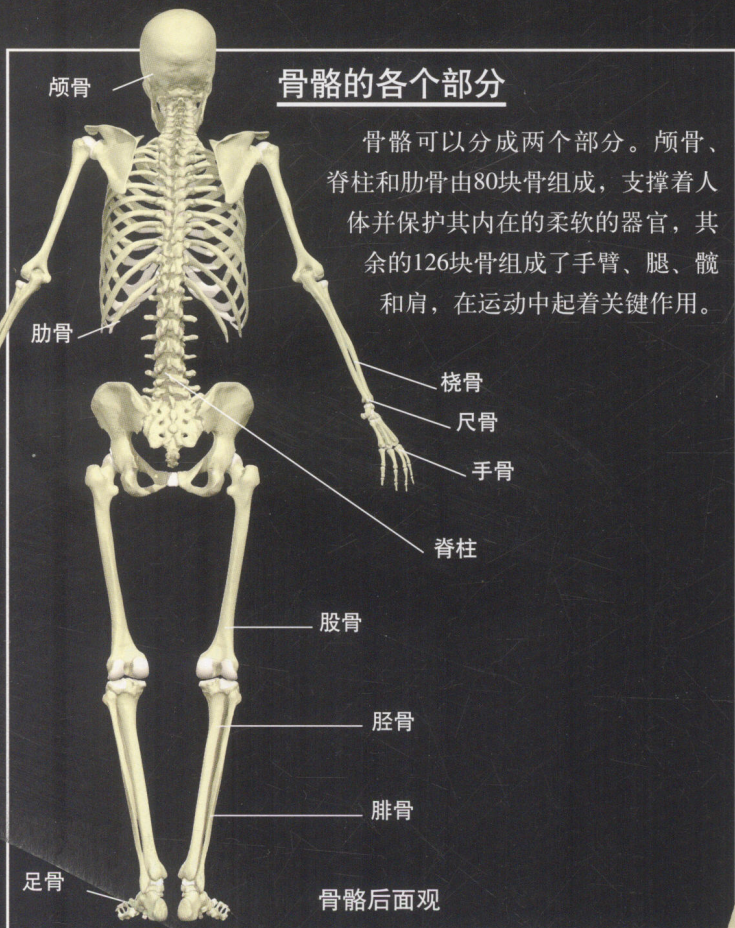 骨骼的各个部分
颅骨
骨骼可以分成两个部分。颅骨、
脊柱和肋骨由80块骨组成，支撑着人
体并保护其内在的柔软的器官，其
余的126块骨组成了手臂、腿、髋
和肩，在运动中起着关键作用。
肋骨
桡骨
尺骨
手骨
脊柱
股骨
胫骨
腓骨
足骨
骨骼后面观